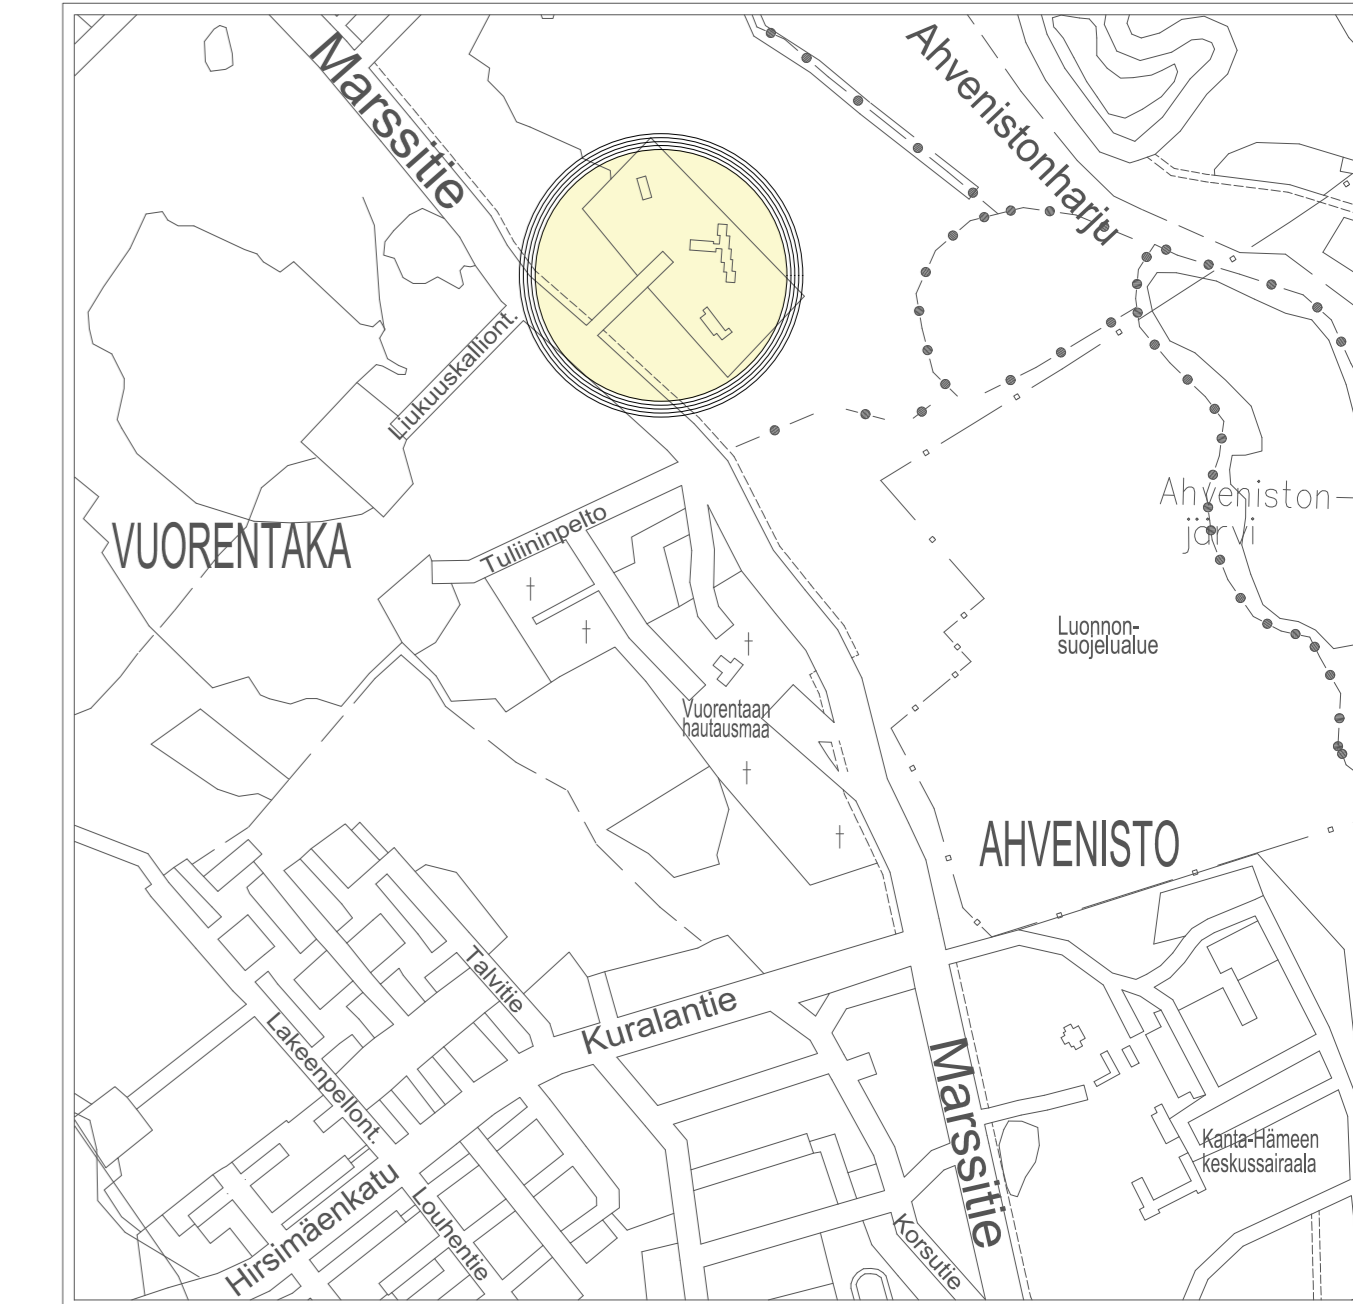 Marssitie
Ahvenistonharju
Liukuuskalliont.
VUORENTAKA
Tuliininpelto
Ahveniston-
järvi
Luonnon-
suojelualue
Vuorentaan
hautausmaa
AHVENISTO
Talvitie
Kuralantie
Lakeenpellont.
Marssitie
Kanta-Hämeen
keskussairaala
Hirsimäenkatu
Louhentie
Korsutie